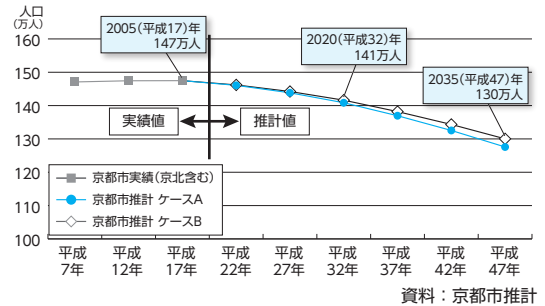 人口
(万人)
160
150
140
130
120
110
100
2005(平成17)年
147万人
2020(平成32)年
141万人
2035(平成47)年
130万人
実績値
推計値
京都市実績(京北含む)
京都市推計 ケースA
京都市推計 ケースB
平成
7年
平成
12年
平成
17年
平成
22年
平成
27年
平成
32年
平成
37年
平成
42年
平成
47年
資料：京都市推計